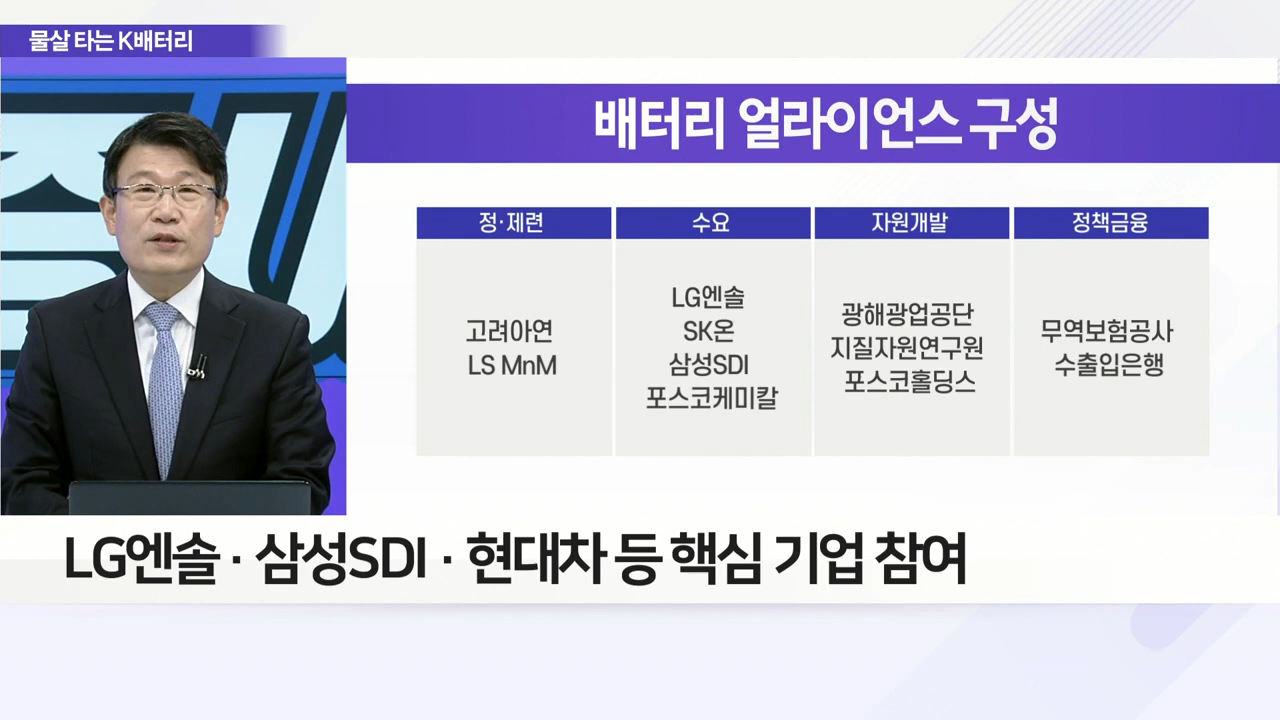 물살 타는 K배터리
배터리 얼라이언스 구성
정·제련
수요
자원개발
정책금융
고려아연
LS MnM
LG엔솔
SK온
삼성SDI
포스코케미칼
광해광업공단
지질자원연구원
포스코홀딩스
무역보험공사
수출입은행
LG엔솔 · 삼성SDI · 현대차 등 핵심 기업 참여